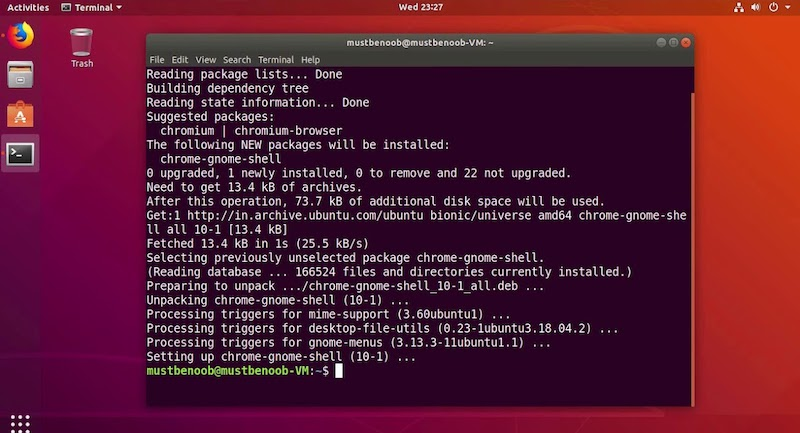 Activities Terminal Wed 23:27
Trash
mustbenoob@mustbenoob-VM: ~
File Edit View Search Terminal Help
Reading package lists... Done
Building dependency tree
Reading state information... Done
Suggested packages:
  chromium | chromium-browser
The following NEW packages will be installed:
  chrome-gnome-shell
0 upgraded, 1 newly installed, 0 to remove and 22 not upgraded.
Need to get 13.4 kB of archives.
After this operation, 73.7 kB of additional disk space will be used.
Get:1 http://in.archive.ubuntu.com/ubuntu bionic/universe amd64 chrome-gnome-she
ll all 10-1 [13.4 kB]
Fetched 13.4 kB in 1s (25.5 kB/s)
Selecting previously unselected package chrome-gnome-shell.
(Reading database ... 166524 files and directories currently installed.)
Preparing to unpack .../chrome-gnome-shell_10-1_all.deb ...
Unpacking chrome-gnome-shell (10-1) ...
Processing triggers for mime-support (3.60ubuntu1) ...
Processing triggers for desktop-file-utils (0.23-1ubuntu3.18.04.2) ...
Processing triggers for gnome-menus (3.13.3-11ubuntu1.1) ...
Setting up chrome-gnome-shell (10-1) ...
mustbenoob@mustbenoob-VM:~$